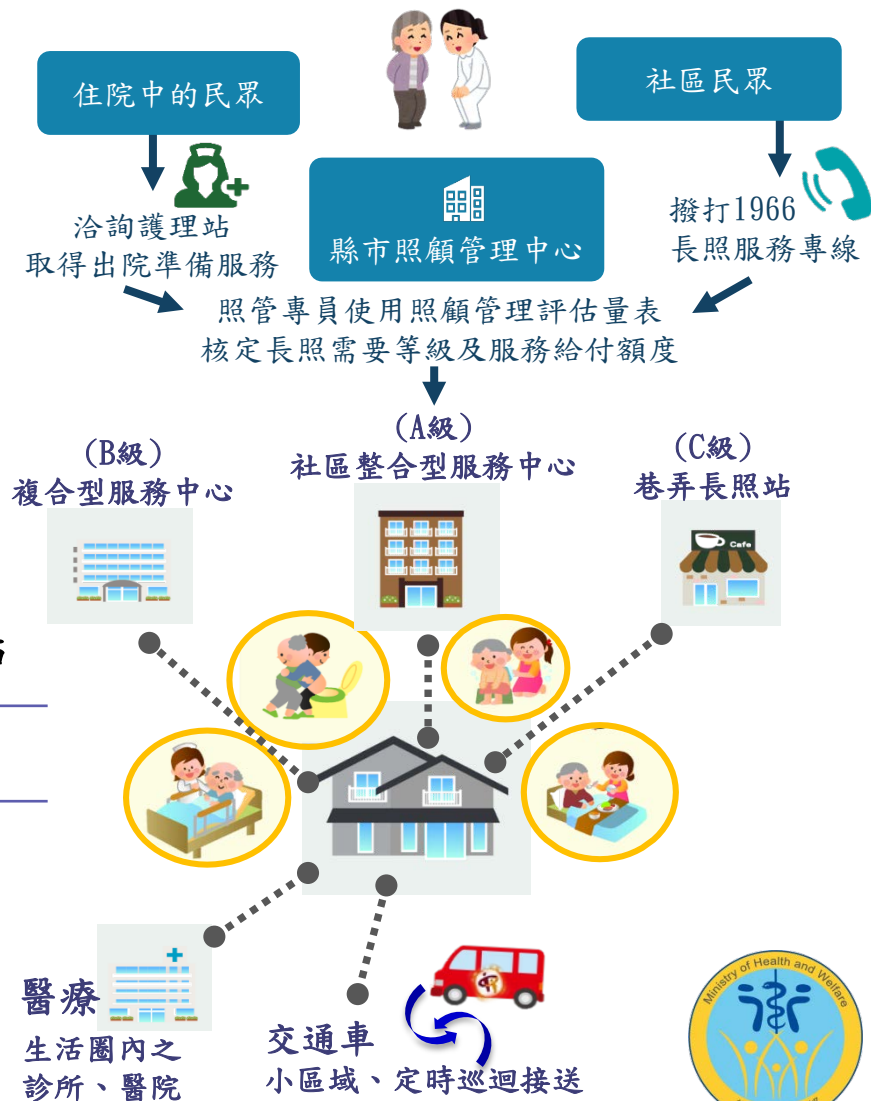 住院中的民眾
社區民眾
洽詢護理站
取得出院準備服務
縣市照顧管理中心
撥打1966
長照服務專線
照管專員使用照顧管理評估量表
核定長照需要等級及服務給付額度
(B級)
複合型服務中心
(A級)
社區整合型服務中心
(C級)
巷弄長照站
Cafe
醫療
生活圈內之
診所、醫院
交通車
小區域、定時巡迴接送
Ministry of Health and Welfare